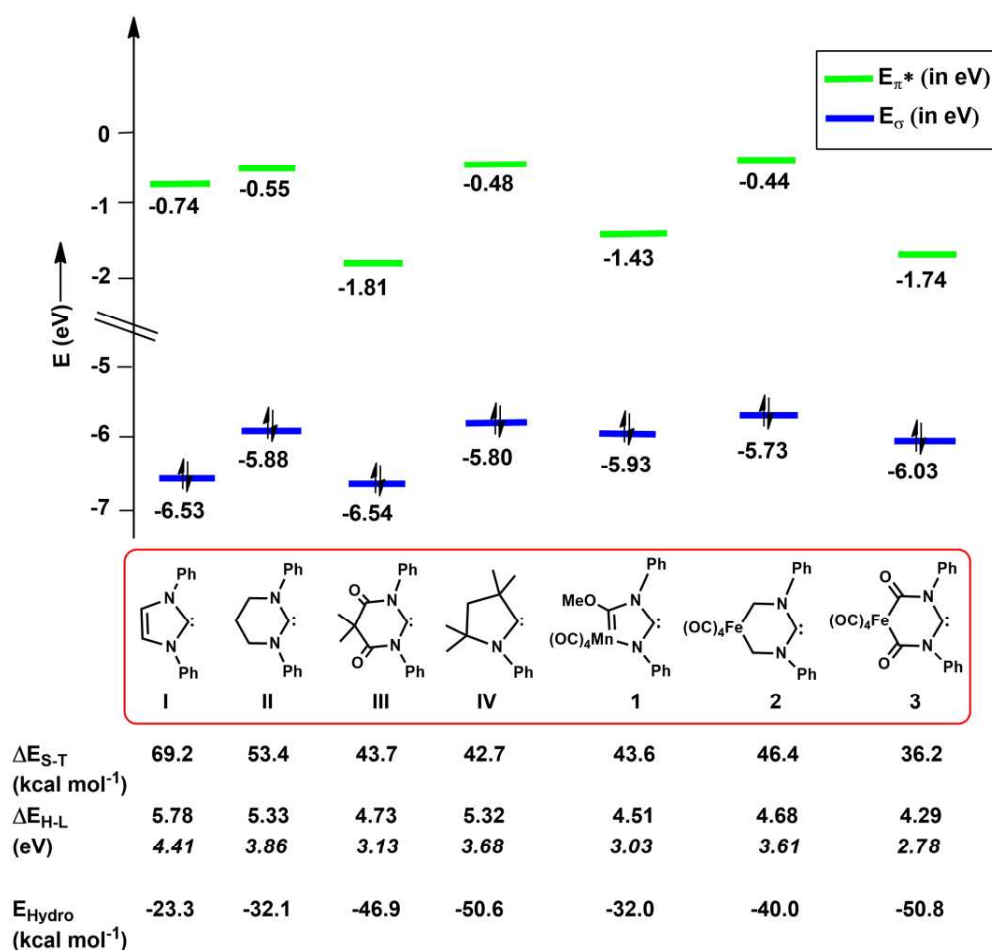 E_π* (in eV)
E_σ (in eV)
E (eV)
0
-1
-2
-5
-6
-7
-0.74
-0.55
-1.81
-0.48
-1.43
-0.44
-1.74
-6.53
-5.88
-6.54
-5.80
-5.93
-5.73
-6.03
Ph N N Ph :
Ph N N Ph :
Ph O N O N Ph :
N Ph :
Ph MeO N (OC)4Mn N Ph :
Ph N (OC)4Fe N Ph :
O Ph N (OC)4Fe O N Ph :
I II III IV 1 2 3
ΔE_S-T 69.2 53.4 43.7 42.7 43.6 46.4 36.2
(kcal mol⁻¹)
ΔE_H-L 5.78 5.33 4.73 5.32 4.51 4.68 4.29
(eV) 4.41 3.86 3.13 3.68 3.03 3.61 2.78
E_Hydro -23.3 -32.1 -46.9 -50.6 -32.0 -40.0 -50.8
(kcal mol⁻¹)